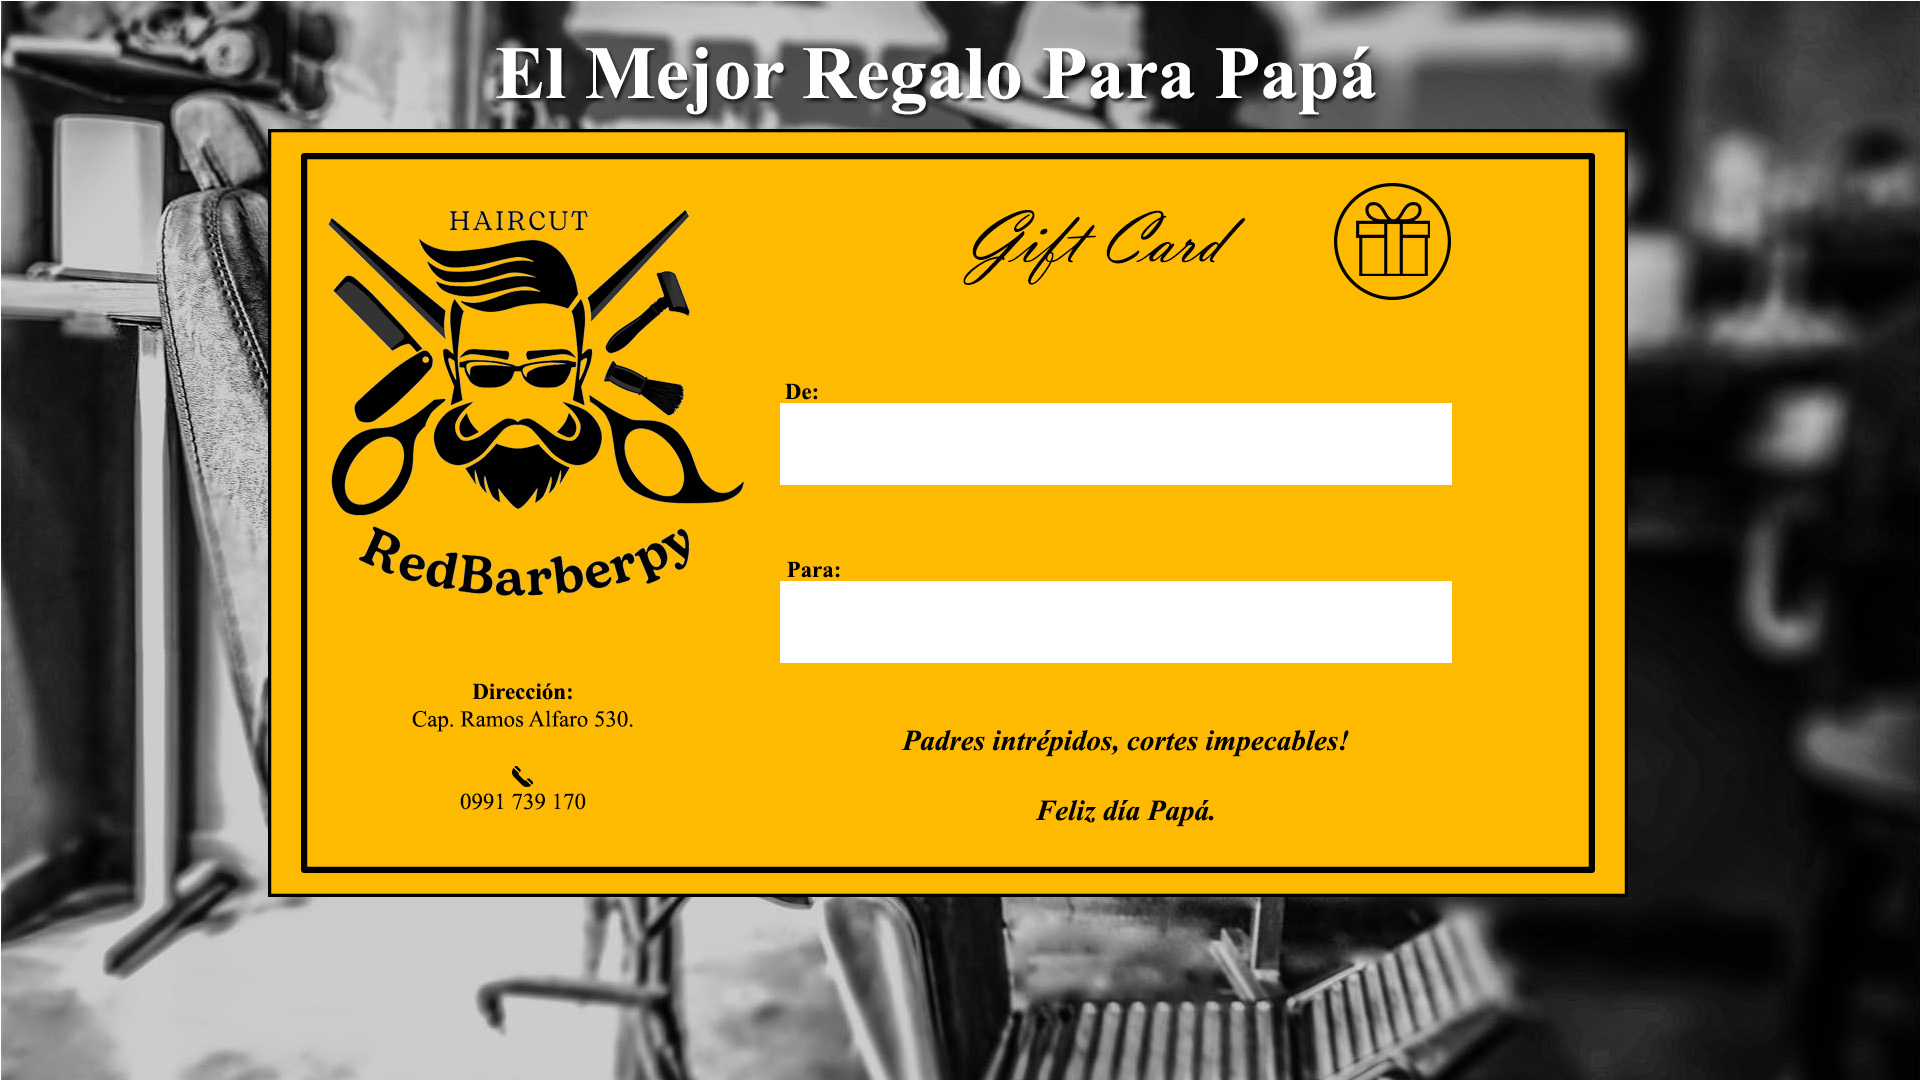 El Mejor Regalo Para Papá
HAIRCUT
RedBarberpy
Dirección:
Cap. Ramos Alfaro 530.
0991 739 170
Gift Card
De:
Para:
Padres intrépidos, cortes impecables!
Feliz día Papá.